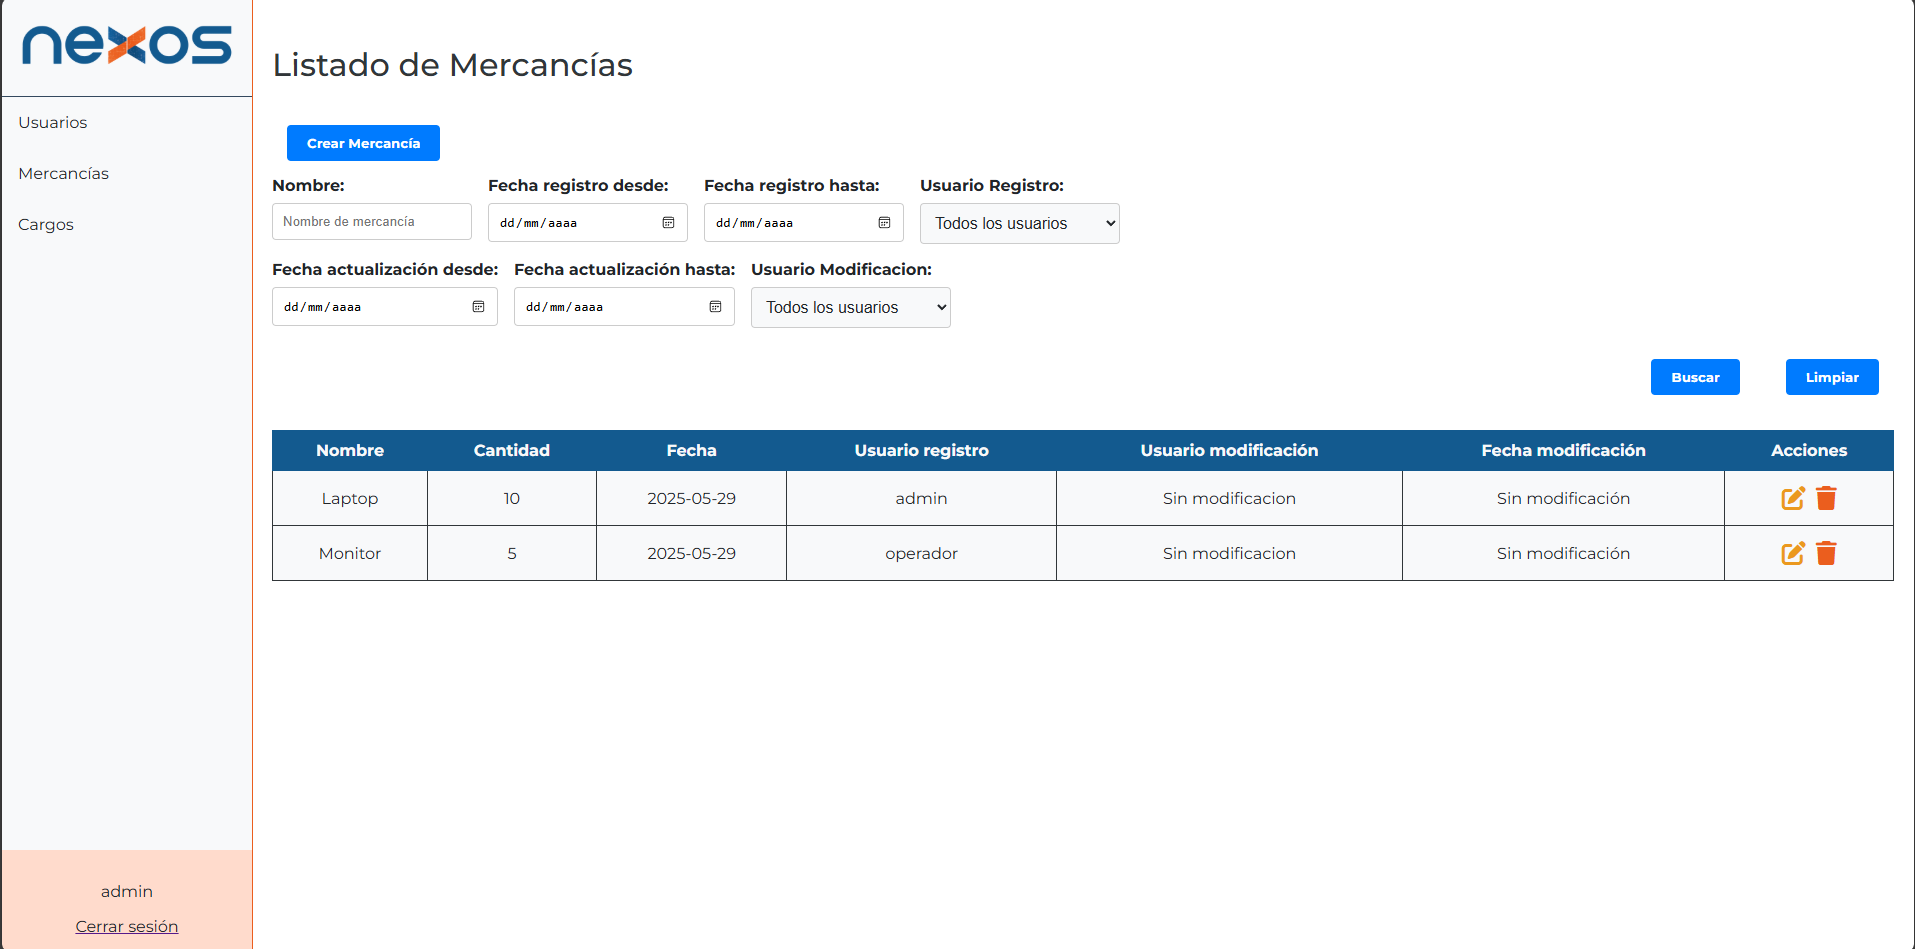 nexos
Usuarios
Mercancías
Cargos
admin
Cerrar sesión
Listado de Mercancías
Crear Mercancía
Nombre: Fecha registro desde: Fecha registro hasta: Usuario Registro:
Nombre de mercancía dd/mm/aaaa dd/mm/aaaa Todos los usuarios
Fecha actualización desde: Fecha actualización hasta: Usuario Modificacion:
dd/mm/aaaa dd/mm/aaaa Todos los usuarios
Buscar Limpiar
Nombre Cantidad Fecha Usuario registro Usuario modificación Fecha modificación Acciones
Laptop 10 2025-05-29 admin Sin modificacion Sin modificación
Monitor 5 2025-05-29 operador Sin modificacion Sin modificación